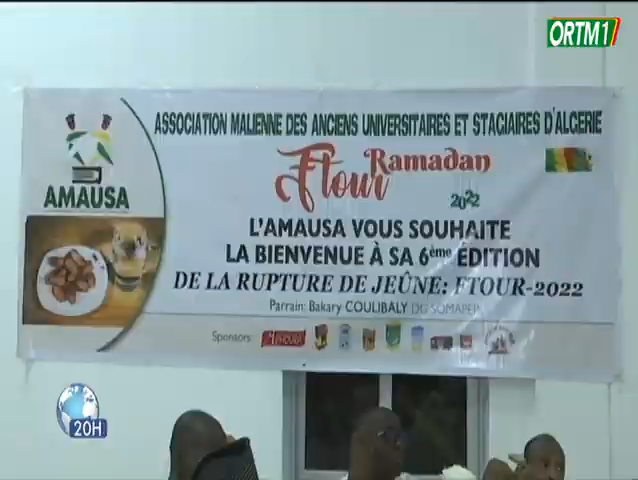 ORTM1
ASSOCIATION MALIENNE DES ANCIENS UNIVERSITAIRES ET STAGIAIRES D'ALGERIE
Ftour Ramadan
2022
AMAUSA
L'AMAUSA VOUS SOUHAITE
LA BIENVENUE À SA 6ème ÉDITION
DE LA RUPTURE DE JEÛNE: FTOUR-2022
Parrain: Bakary COULIBALY DG SOMAPEP
Sponsors
20H